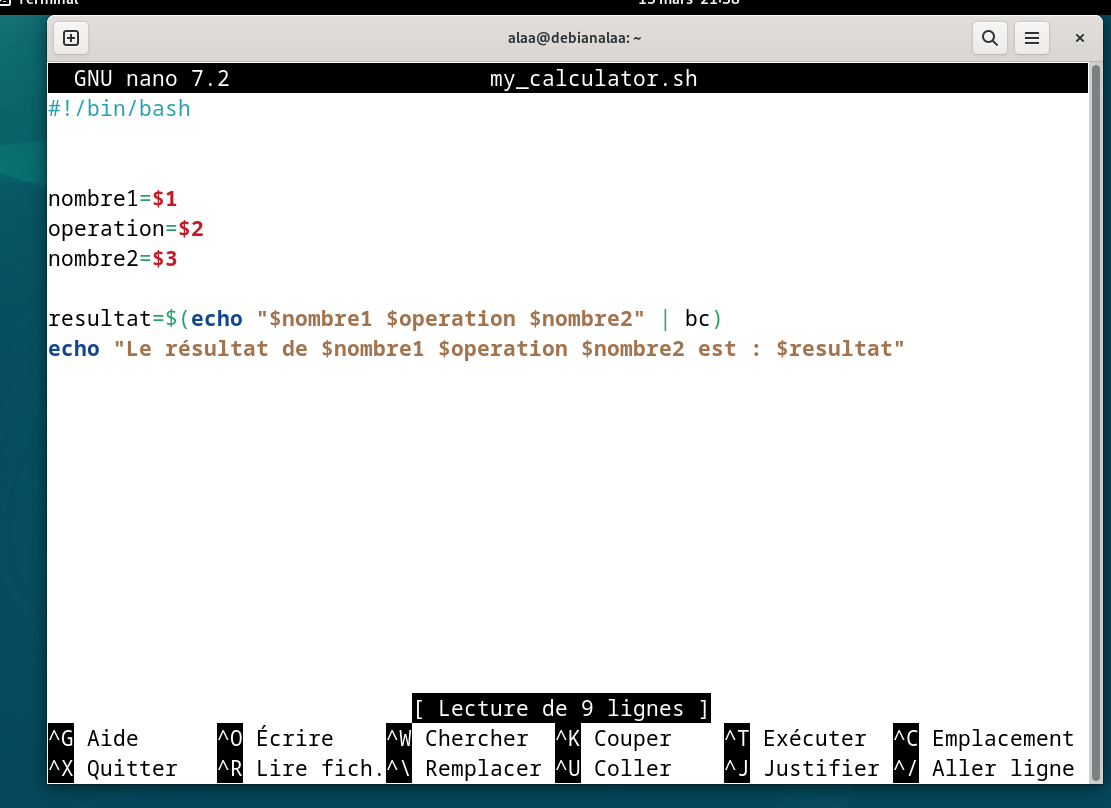 Terminal
15 mars 21:38
alaa@debianalaa: ~
GNU nano 7.2 my_calculator.sh
#!/bin/bash
nombre1=$1
operation=$2
nombre2=$3
resultat=$(echo "$nombre1 $operation $nombre2" | bc)
echo "Le résultat de $nombre1 $operation $nombre2 est : $resultat"
[ Lecture de 9 lignes ]
^G Aide ^O Écrire ^W Chercher ^K Couper ^T Exécuter ^C Emplacement
^X Quitter ^R Lire fich. ^\ Remplacer ^U Coller ^J Justifier ^/ Aller ligne